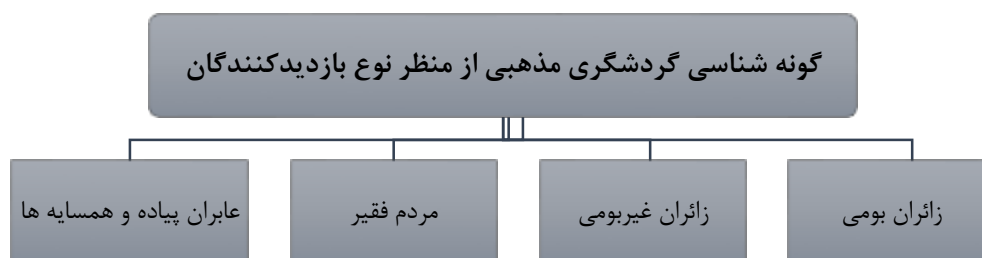 گونه شناسی گردشگری مذهبی از منظر نوع بازدیدکنندگان
زائران بومی
زائران غیربومی
مردم فقیر
عابران پیاده و همسایه ها